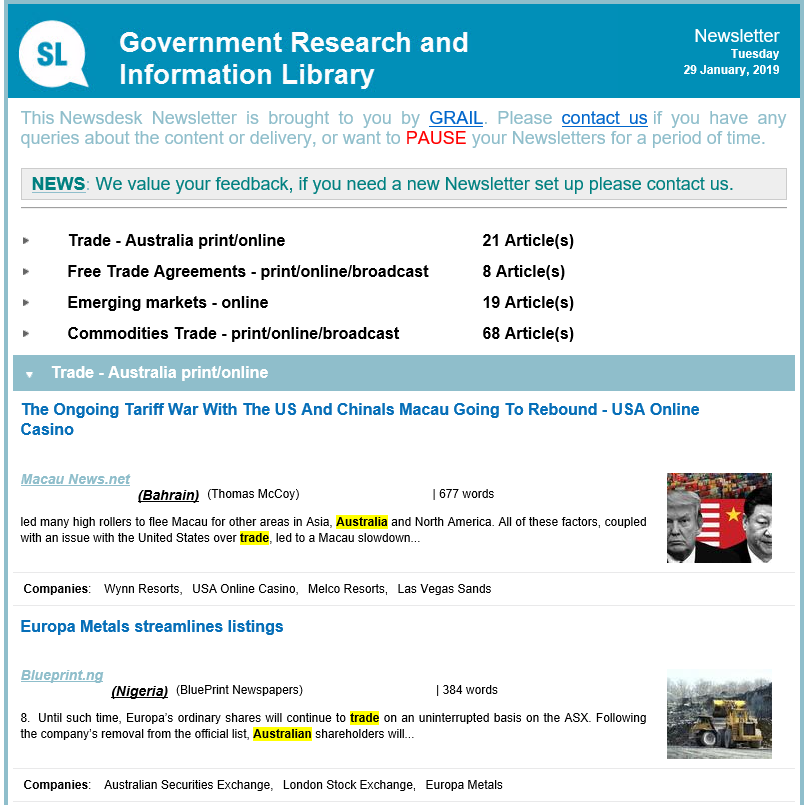 SL
Government Research and
Information Library
Newsletter
Tuesday
29 January, 2019
This Newsdesk Newsletter is brought to you by GRAIL. Please contact us if you have any
queries about the content or delivery, or want to PAUSE your Newsletters for a period of time.
NEWS: We value your feedback, if you need a new Newsletter set up please contact us.
Trade - Australia print/online 21 Article(s)
Free Trade Agreements - print/online/broadcast 8 Article(s)
Emerging markets - online 19 Article(s)
Commodities Trade - print/online/broadcast 68 Article(s)
Trade - Australia print/online
The Ongoing Tariff War With The US And Chinals Macau Going To Rebound - USA Online
Casino
Macau News.net
(Bahrain) (Thomas McCoy) | 677 words
led many high rollers to flee Macau for other areas in Asia, Australia and North America. All of these factors, coupled
with an issue with the United States over trade, led to a Macau slowdown...
Companies: Wynn Resorts, USA Online Casino, Melco Resorts, Las Vegas Sands
Europa Metals streamlines listings
Blueprint.ng
(Nigeria) (BluePrint Newspapers) | 384 words
8. Until such time, Europa's ordinary shares will continue to trade on an uninterrupted basis on the ASX. Following
the company's removal from the official list, Australian shareholders will...
Companies: Australian Securities Exchange, London Stock Exchange, Europa Metals